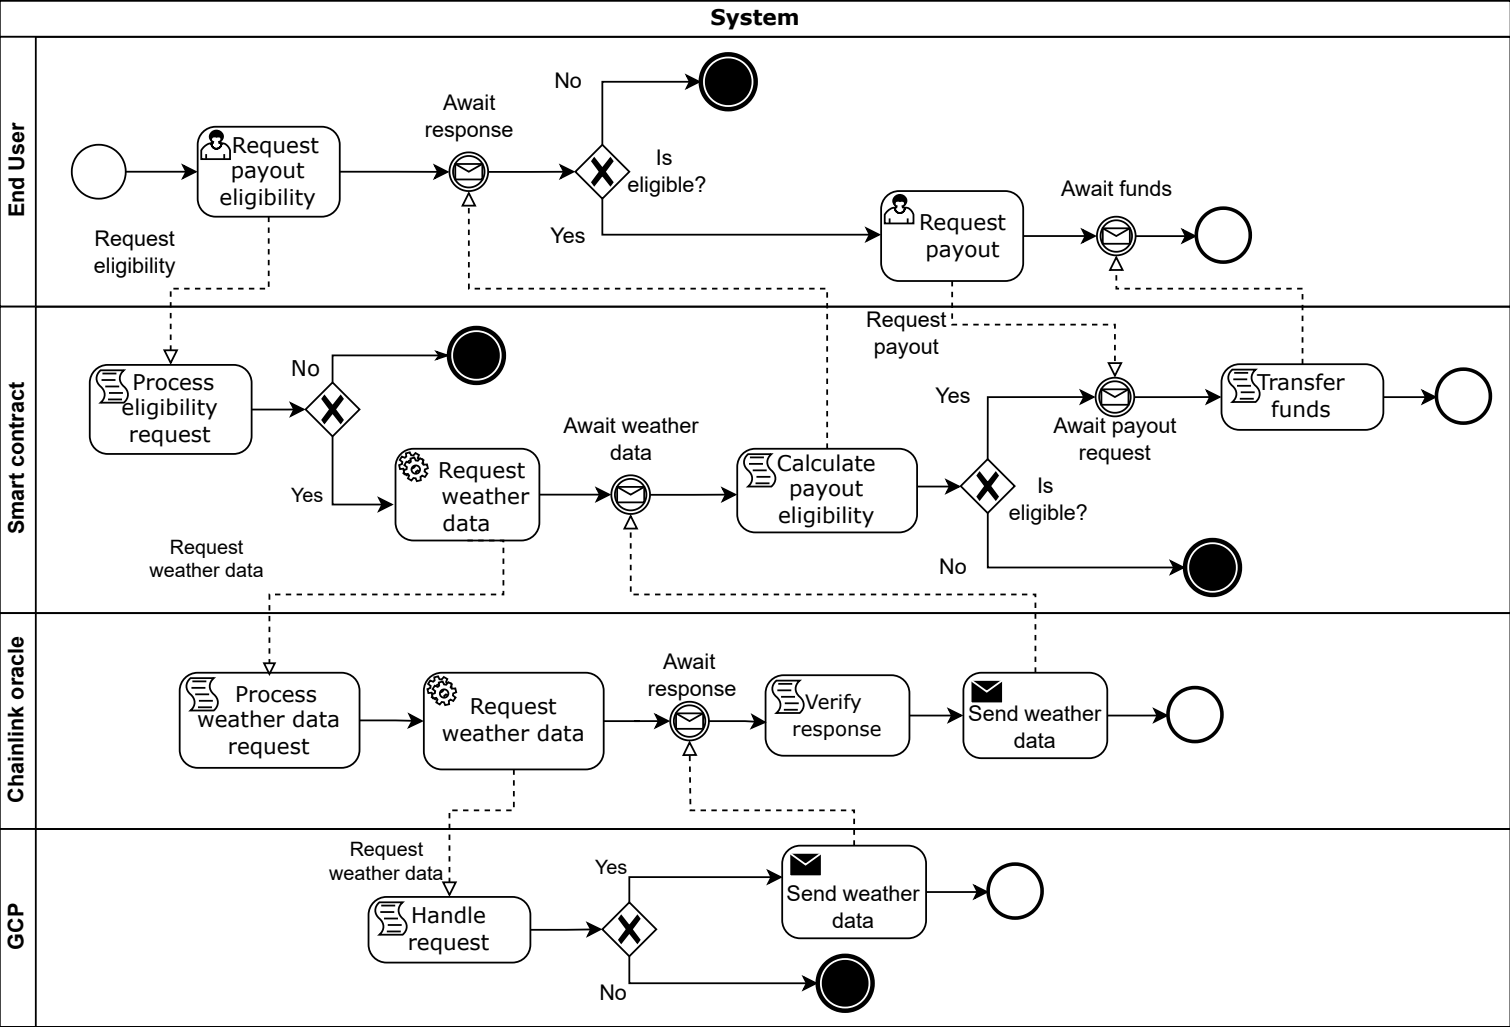 System
End User
No
Await
response
Request
payout
eligibility
Is
eligible?
Yes
Await funds
Request
payout
Request
eligibility
Smart contract
Request
payout
No
Process
eligibility
request
Yes
Await weather
data
Request
weather
data
Calculate
payout
eligibility
Yes
Await payout
request
Transfer
funds
Is
eligible?
No
Request
weather data
Chainlink oracle
Process
weather data
request
Request
weather data
Await
response
Verify
response
Send weather
data
GCP
Request
weather data
Handle
request
Yes
Send weather
data
No